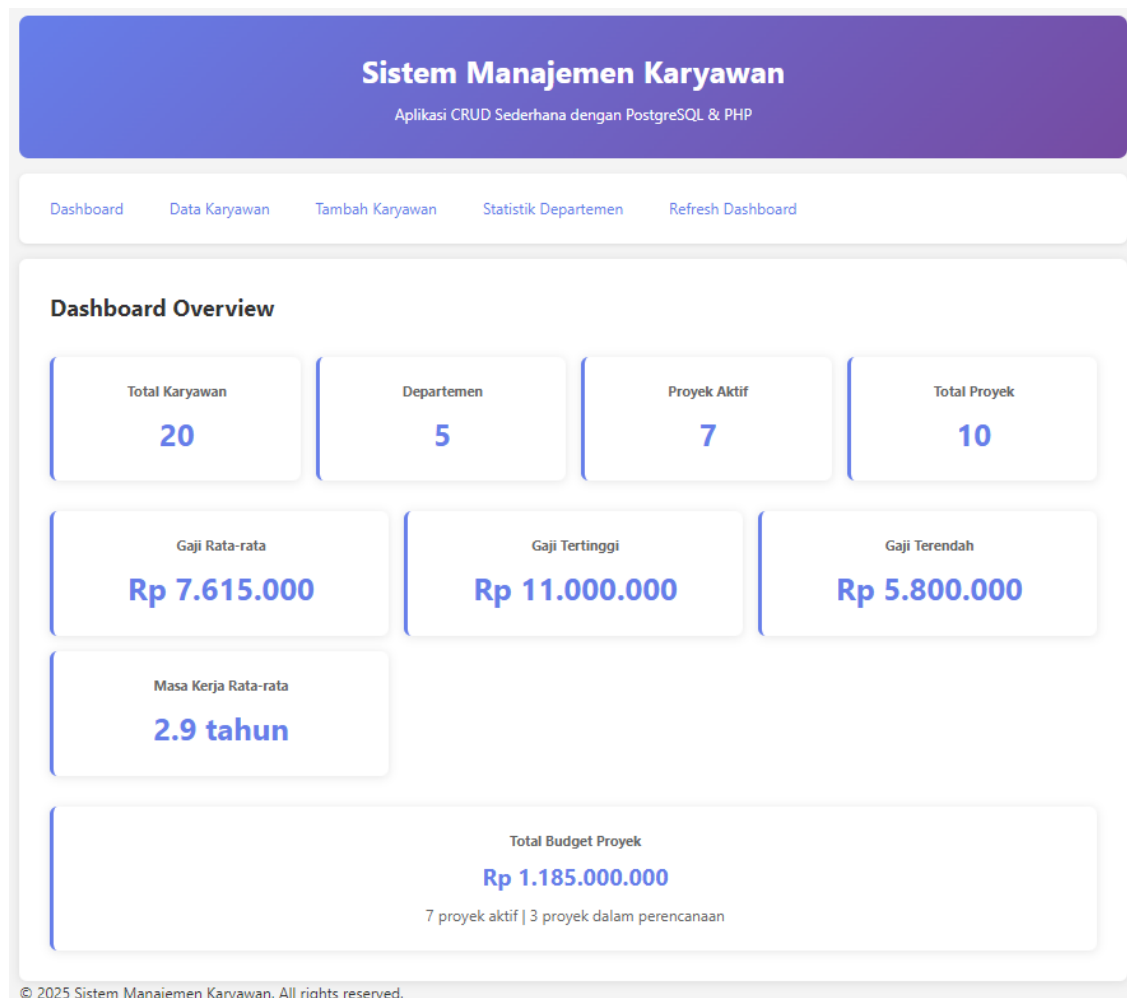 Sistem Manajemen Karyawan
Aplikasi CRUD Sederhana dengan PostgreSQL & PHP
Dashboard Data Karyawan Tambah Karyawan Statistik Departemen Refresh Dashboard
Dashboard Overview
Total Karyawan
20
Departemen
5
Proyek Aktif
7
Total Proyek
10
Gaji Rata-rata
Rp 7.615.000
Gaji Tertinggi
Rp 11.000.000
Gaji Terendah
Rp 5.800.000
Masa Kerja Rata-rata
2.9 tahun
Total Budget Proyek
Rp 1.185.000.000
7 proyek aktif | 3 proyek dalam perencanaan
© 2025 Sistem Manajemen Karyawan. All rights reserved.